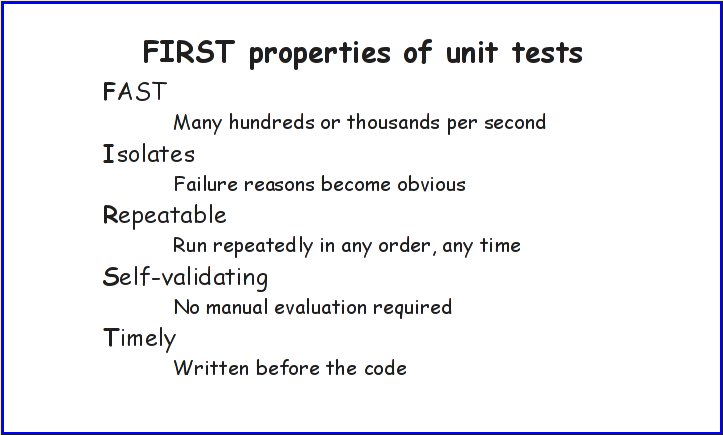 FIRST properties of unit tests
FAST
Many hundreds or thousands per second
Isolates
Failure reasons become obvious
Repeatable
Run repeatedly in any order, any time
Self-validating
No manual evaluation required
Timely
Written before the code